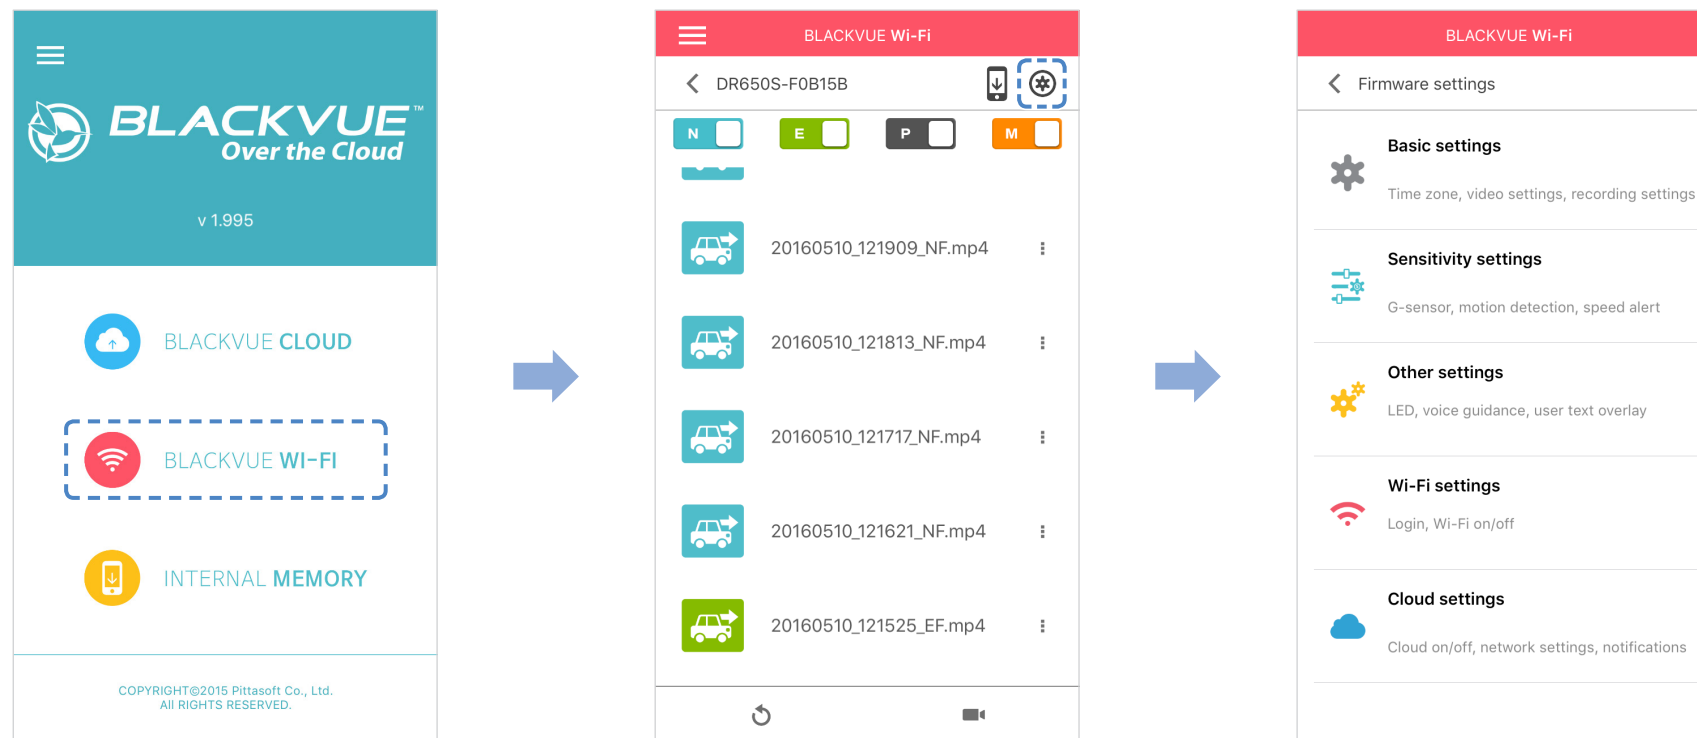 BLACKVUE™
Over the Cloud
v 1.995
BLACKVUE CLOUD
BLACKVUE WI-FI
INTERNAL MEMORY
COPYRIGHT©2015 Pittasoft Co., Ltd.
All RIGHTS RESERVED.
BLACKVUE Wi-Fi
DR650S-F0B15B
N E P M
20160510_121909_NF.mp4
20160510_121813_NF.mp4
20160510_121717_NF.mp4
20160510_121621_NF.mp4
20160510_121525_EF.mp4
BLACKVUE Wi-Fi
Firmware settings
Basic settings
Time zone, video settings, recording settings
Sensitivity settings
G-sensor, motion detection, speed alert
Other settings
LED, voice guidance, user text overlay
Wi-Fi settings
Login, Wi-Fi on/off
Cloud settings
Cloud on/off, network settings, notifications